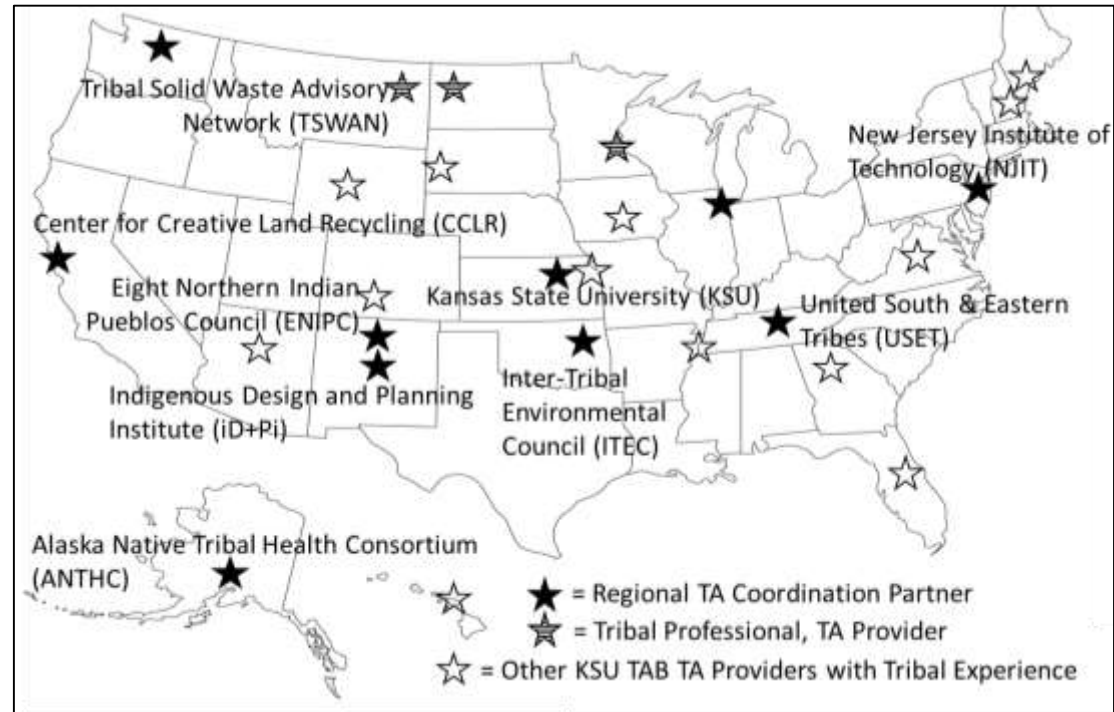 Tribal Solid Waste Advisory
Network (TSWAN)
New Jersey Institute of
Technology (NJIT)
Center for Creative Land Recycling (CCLR)
Eight Northern Indian
Pueblos Council (ENIPC)
Kansas State University (KSU)
United South & Eastern
Tribes (USET)
Indigenous Design and Planning
Institute (iD+Pi)
Inter-Tribal
Environmental
Council (ITEC)
Alaska Native Tribal Health Consortium
(ANTHC)
= Regional TA Coordination Partner
= Tribal Professional, TA Provider
= Other KSU TAB TA Providers with Tribal Experience